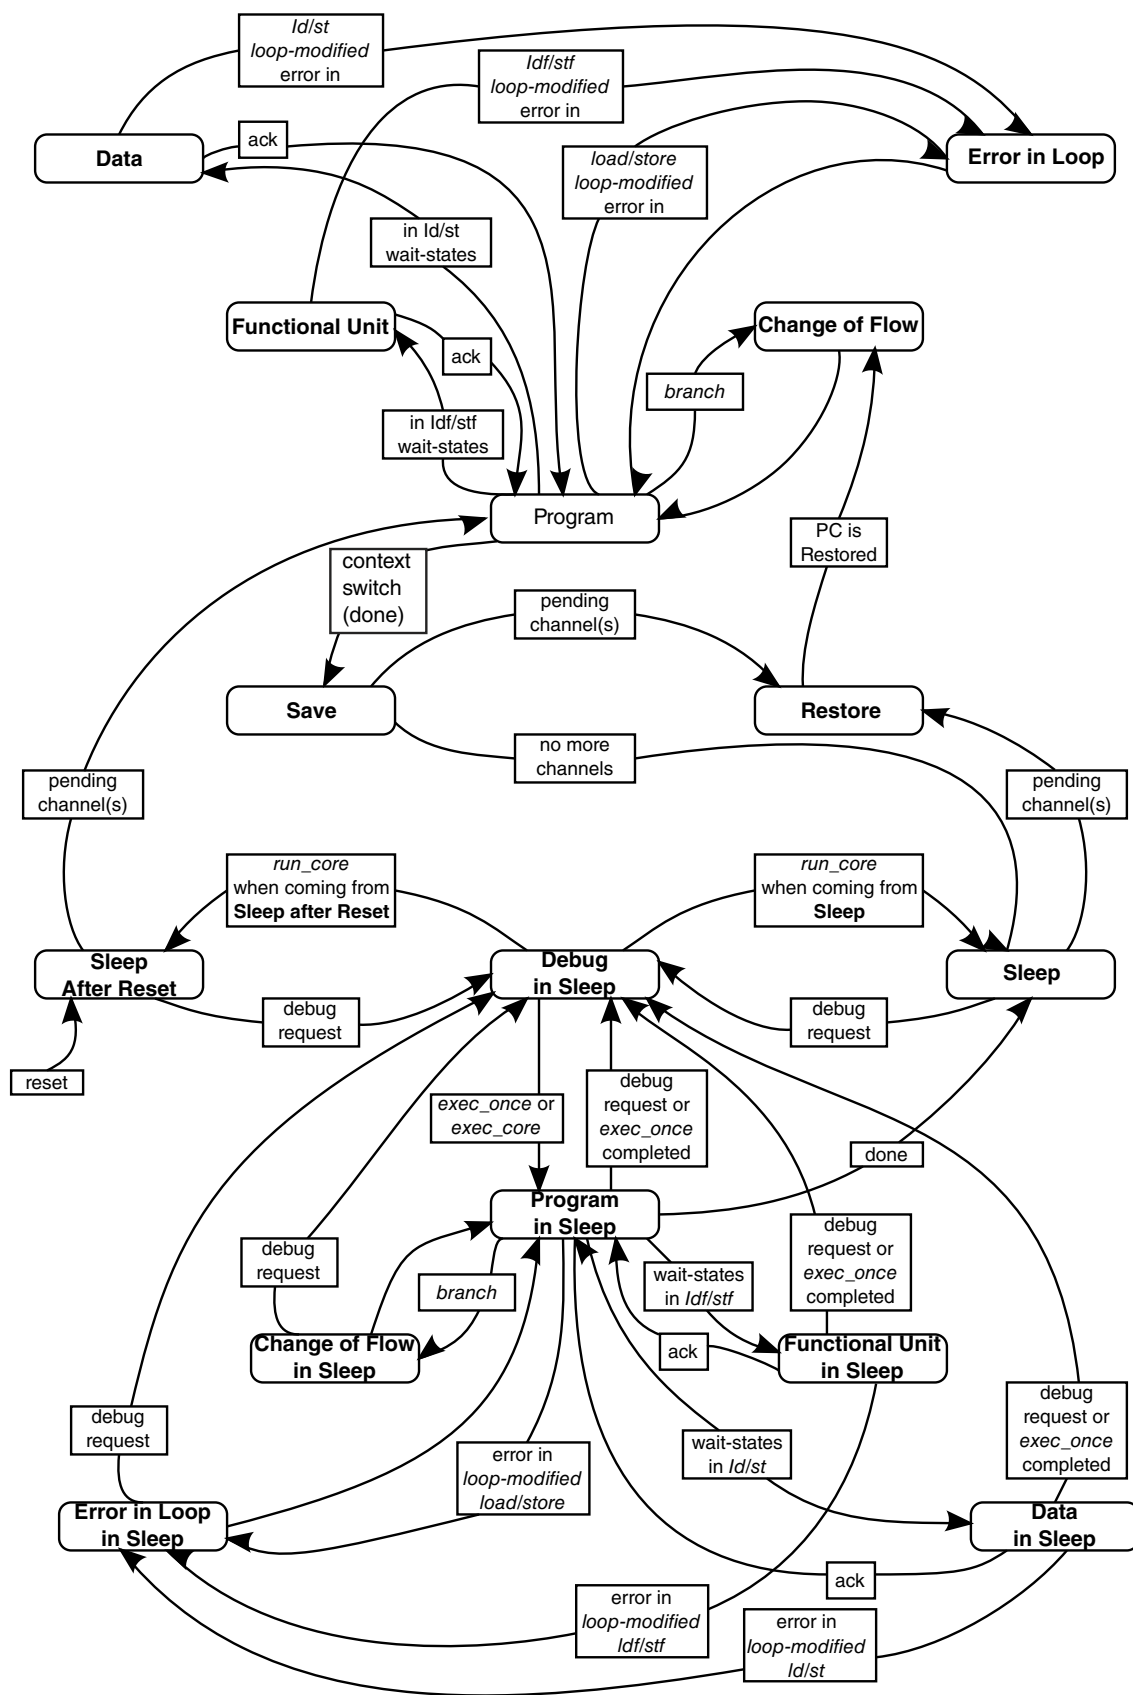 ld/st
loop-modified
error in
ldf/stf
loop-modified
error in
ack
Data
load/store
loop-modified
error in
Error in Loop
in ld/st
wait-states
Functional Unit
Change of Flow
ack
branch
in ldf/stf
wait-states
Program
PC is
Restored
context
switch
(done)
pending
channel(s)
Save
Restore
no more
channels
pending
channel(s)
pending
channel(s)
run_core
when coming from
Sleep after Reset
run_core
when coming from
Sleep
Sleep
After Reset
Debug
in Sleep
Sleep
debug
request
debug
request
reset
exec_once or
exec_core
debug
request or
exec_once
completed
done
Program
in Sleep
debug
request
branch
wait-states
in ldf/stf
debug
request or
exec_once
completed
Change of Flow
in Sleep
ack
Functional Unit
in Sleep
debug
request
error in
loop-modified
load/store
wait-states
in ld/st
debug
request or
exec_once
completed
Error in Loop
in Sleep
Data
in Sleep
ack
error in
loop-modified
ldf/stf
error in
loop-modified
ld/st